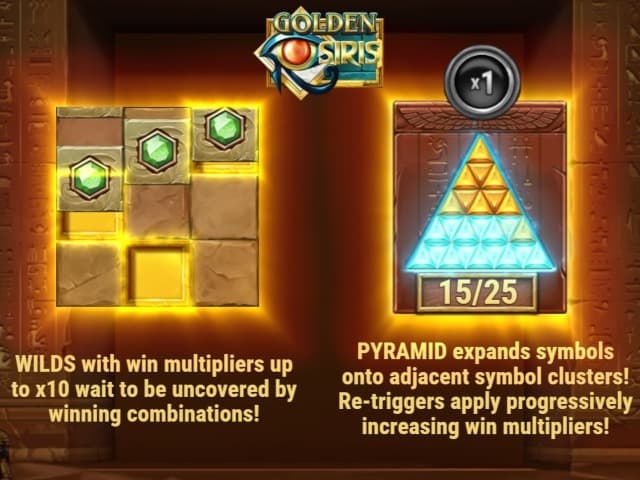 GOLDEN
OSIRIS
x1
15/25
WILDS with win multipliers up
to x10 wait to be uncovered by
winning combinations!
PYRAMID expands symbols
onto adjacent symbol clusters!
Re-triggers apply progressively
increasing win multipliers!